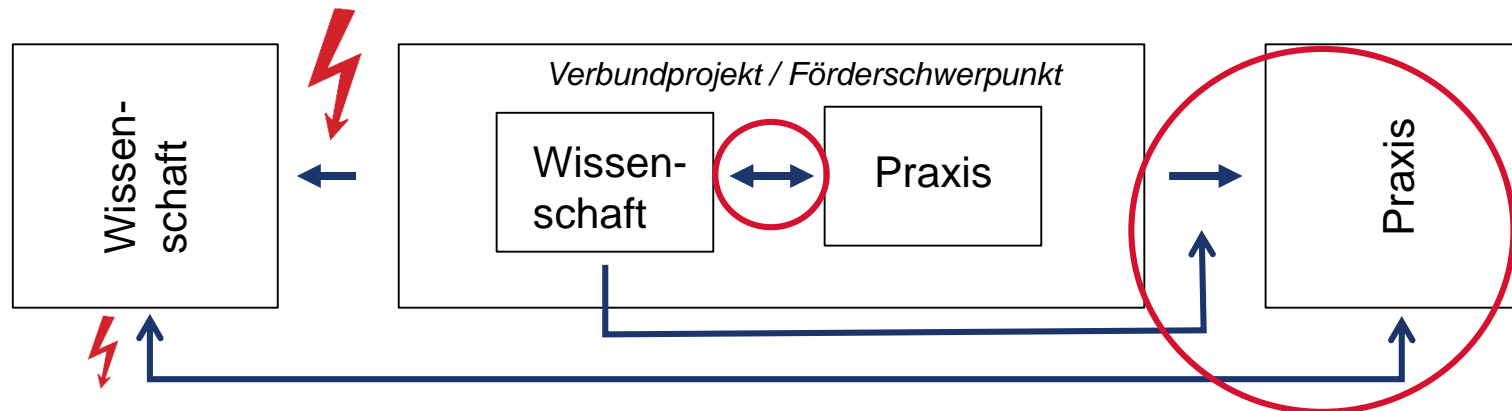 Wissen-
schaft
Verbundprojekt / Förderschwerpunkt
Wissen-
schaft
Praxis
Praxis